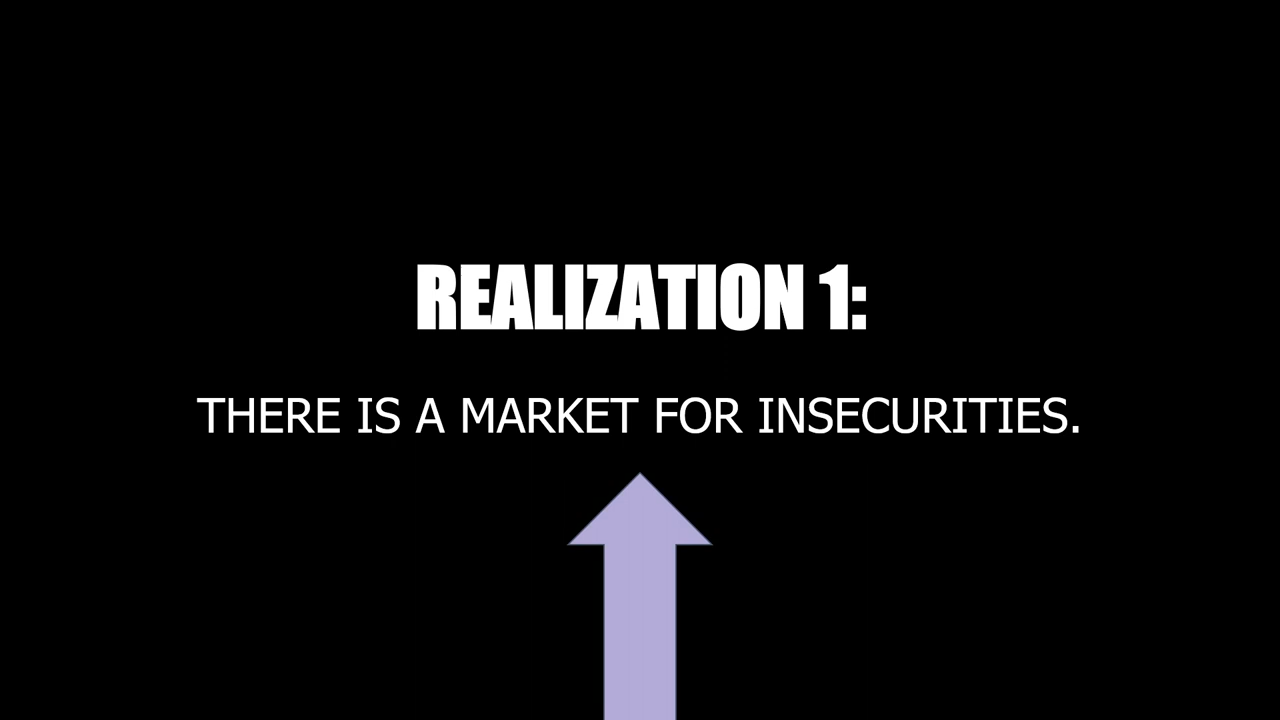 REALIZATION 1:
THERE IS A MARKET FOR INSECURITIES.